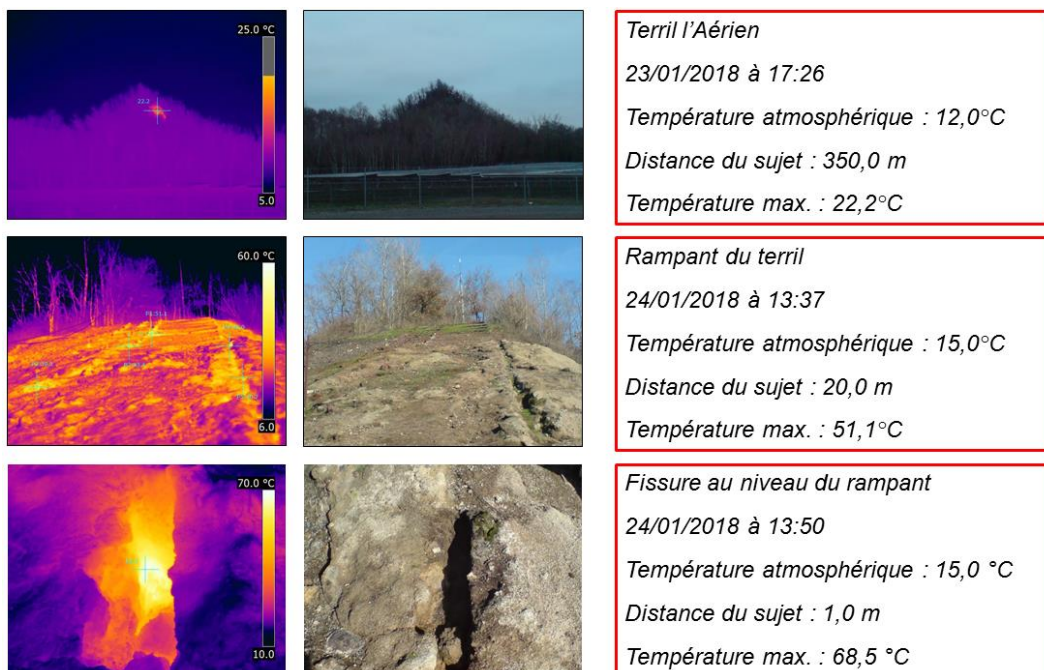 25.0 °C
22.2
5.0
Terril l'Aérien
23/01/2018 à 17:26
Température atmosphérique : 12,0°C
Distance du sujet : 350,0 m
Température max. : 22,2°C
60.0 °C
6.0
Rampant du terril
24/01/2018 à 13:37
Température atmosphérique : 15,0°C
Distance du sujet : 20,0 m
Température max. : 51,1°C
70.0 °C
10.0
Fissure au niveau du rampant
24/01/2018 à 13:50
Température atmosphérique : 15,0 °C
Distance du sujet : 1,0 m
Température max. : 68,5 °C